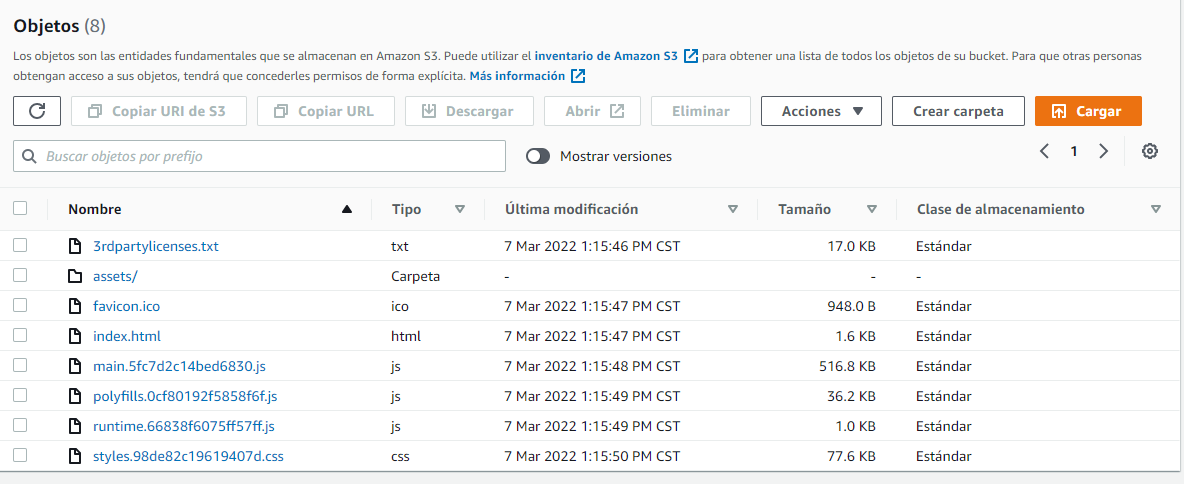 Objetos (8)
Los objetos son las entidades fundamentales que se almacenan en Amazon S3. Puede utilizar el inventario de Amazon S3 para obtener una lista de todos los objetos de su bucket. Para que otras personas
obtengan acceso a sus objetos, tendrá que concederles permisos de forma explícita. Más información
Copiar URI de S3 Copiar URL Descargar Abrir Eliminar Acciones Crear carpeta Cargar
Buscar objetos por prefijo Mostrar versiones 1
Nombre Tipo Última modificación Tamaño Clase de almacenamiento
3rdpartylicenses.txt txt 7 Mar 2022 1:15:46 PM CST 17.0 KB Estándar
assets/ Carpeta - - -
favicon.ico ico 7 Mar 2022 1:15:47 PM CST 948.0 B Estándar
index.html html 7 Mar 2022 1:15:47 PM CST 1.6 KB Estándar
main.5fc7d2c14bed6830.js js 7 Mar 2022 1:15:48 PM CST 516.8 KB Estándar
polyfills.0cf80192f5858f6f.js js 7 Mar 2022 1:15:49 PM CST 36.2 KB Estándar
runtime.66838f6075ff57ff.js js 7 Mar 2022 1:15:49 PM CST 1.0 KB Estándar
styles.98de82c19619407d.css css 7 Mar 2022 1:15:50 PM CST 77.6 KB Estándar